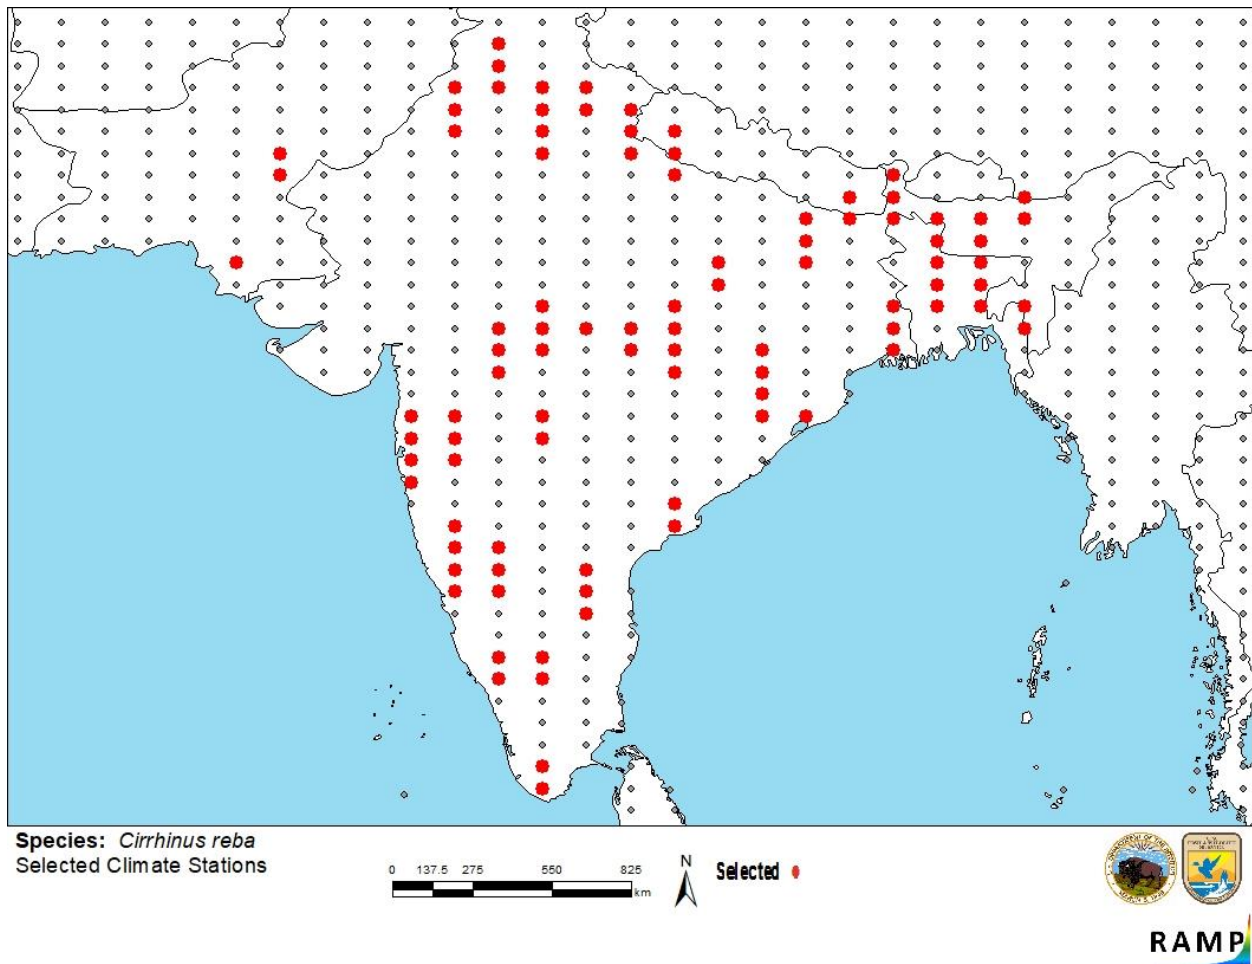 Species: Cirrhinus reba
Selected Climate Stations
0 137.5 275 550 825
km
N
Selected
RAMP